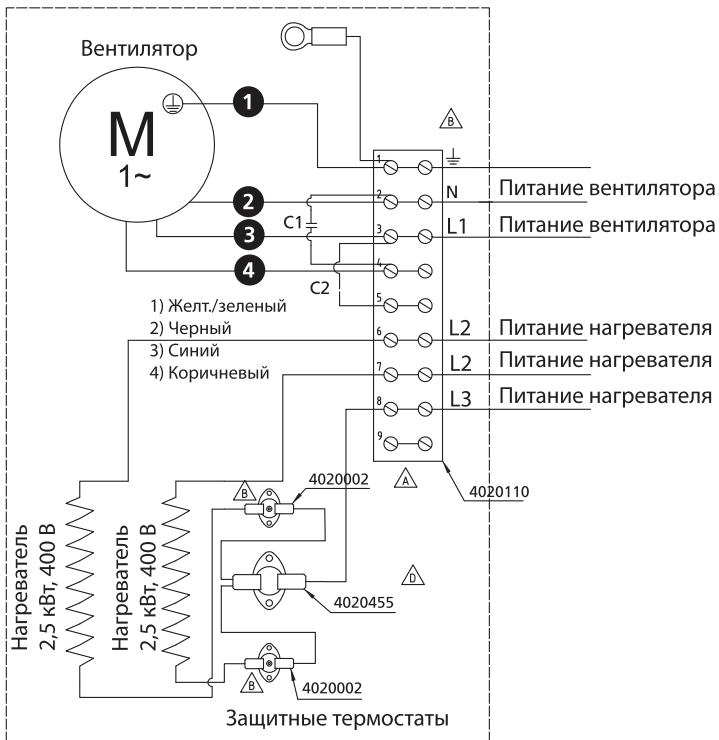 Вентилятор
M
1~
1
2
3
4
C1
C2
1) Желт./зеленый
2) Черный
3) Синий
4) Коричневый
1
2
3
4
5
6
7
8
9
B
N
L1
L2
L2
L3
Питание вентилятора
Питание вентилятора
Питание нагревателя
Питание нагревателя
Питание нагревателя
A
4020110
Нагреватель
2,5 кВт, 400 В
Нагреватель
2,5 кВт, 400 В
B
4020002
D
4020455
B
4020002
Защитные термостаты